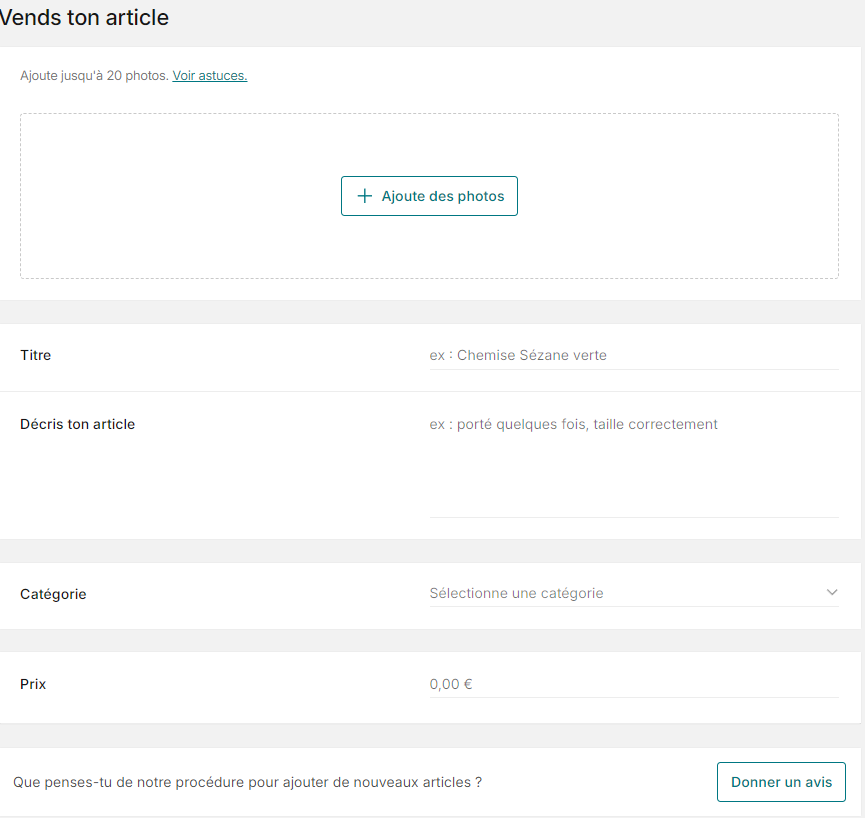 Vends ton article
Ajoute jusqu'à 20 photos. Voir astuces.
Ajoute des photos
Titre
ex : Chemise Sézane verte
Décris ton article
ex : porté quelques fois, taille correctement
Catégorie
Sélectionne une catégorie
Prix
0,00 €
Que penses-tu de notre procédure pour ajouter de nouveaux articles ?
Donner un avis